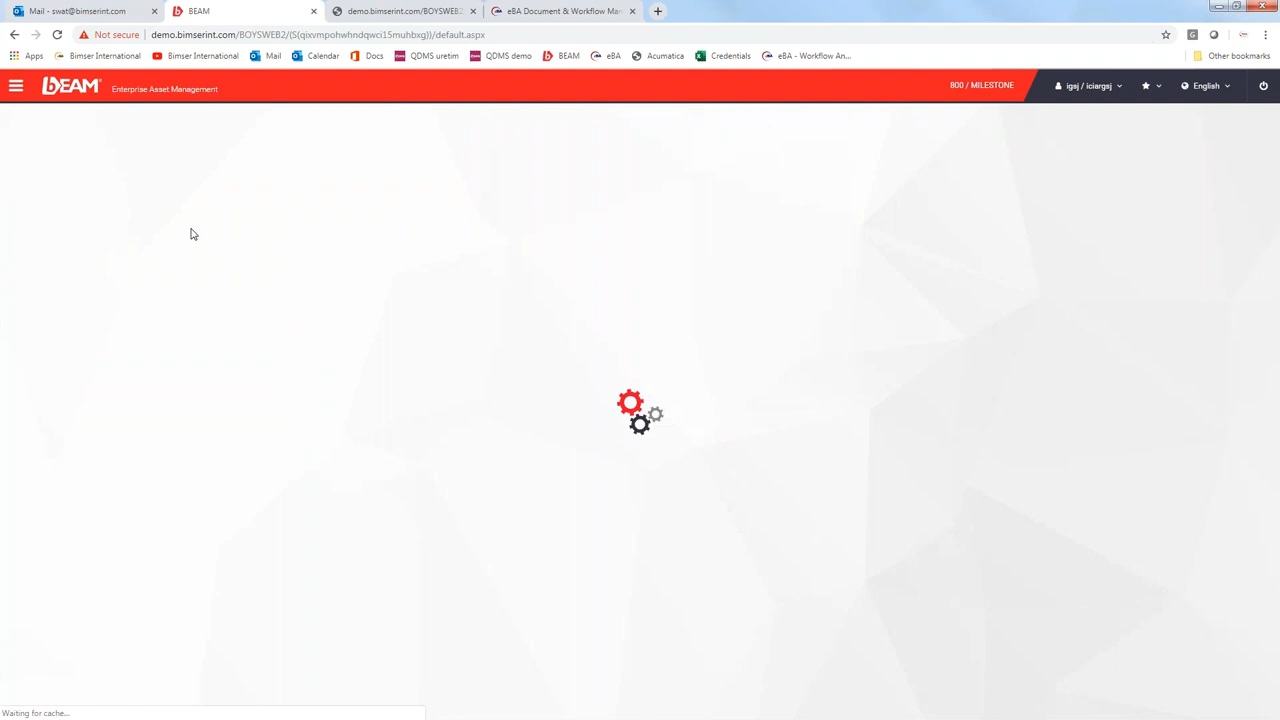 Mail - swat@bimserint.com
BEAM
demo.bimserint.com/BOYSWEB2
eBA Document & Workflow Man
Not secure
demo.bimserint.com/BOYSWEB2/(S(qixvmpohwhndqwci15muhbxg))/default.aspx
Apps
Bimser International
Bimser International
Mail
Calendar
Docs
QDMS uretim
QDMS demo
BEAM
eBA
Acumatica
Credentials
eBA - Workflow An...
Other bookmarks
bEAM
Enterprise Asset Management
800 / MILESTONE
igsj / iciargsj
English
Waiting for cache...